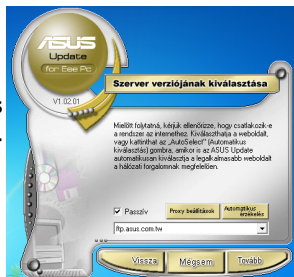 ASUS
Update
for Eee Pc
V1.02.01
Szerver verziójának kiválasztása
Mielőtt folytatná, kérjük ellenőrizze, hogy csatlakozik-e
a rendszer az internethez. Kiválaszthatja a weboldalt,
vagy kattinthat az „AutoSelect" (Automatikus
kiválasztás) gombra, amikor is az ASUS Update
automatikusan kiválasztja a legalkalmasabb weboldalt
a hálózati forgalomnak megfelelően.
Passzív
Proxy beállítások
Automatikus
érzékelés
ftp.asus.com.tw
Vissza
Mégsem
Tovább